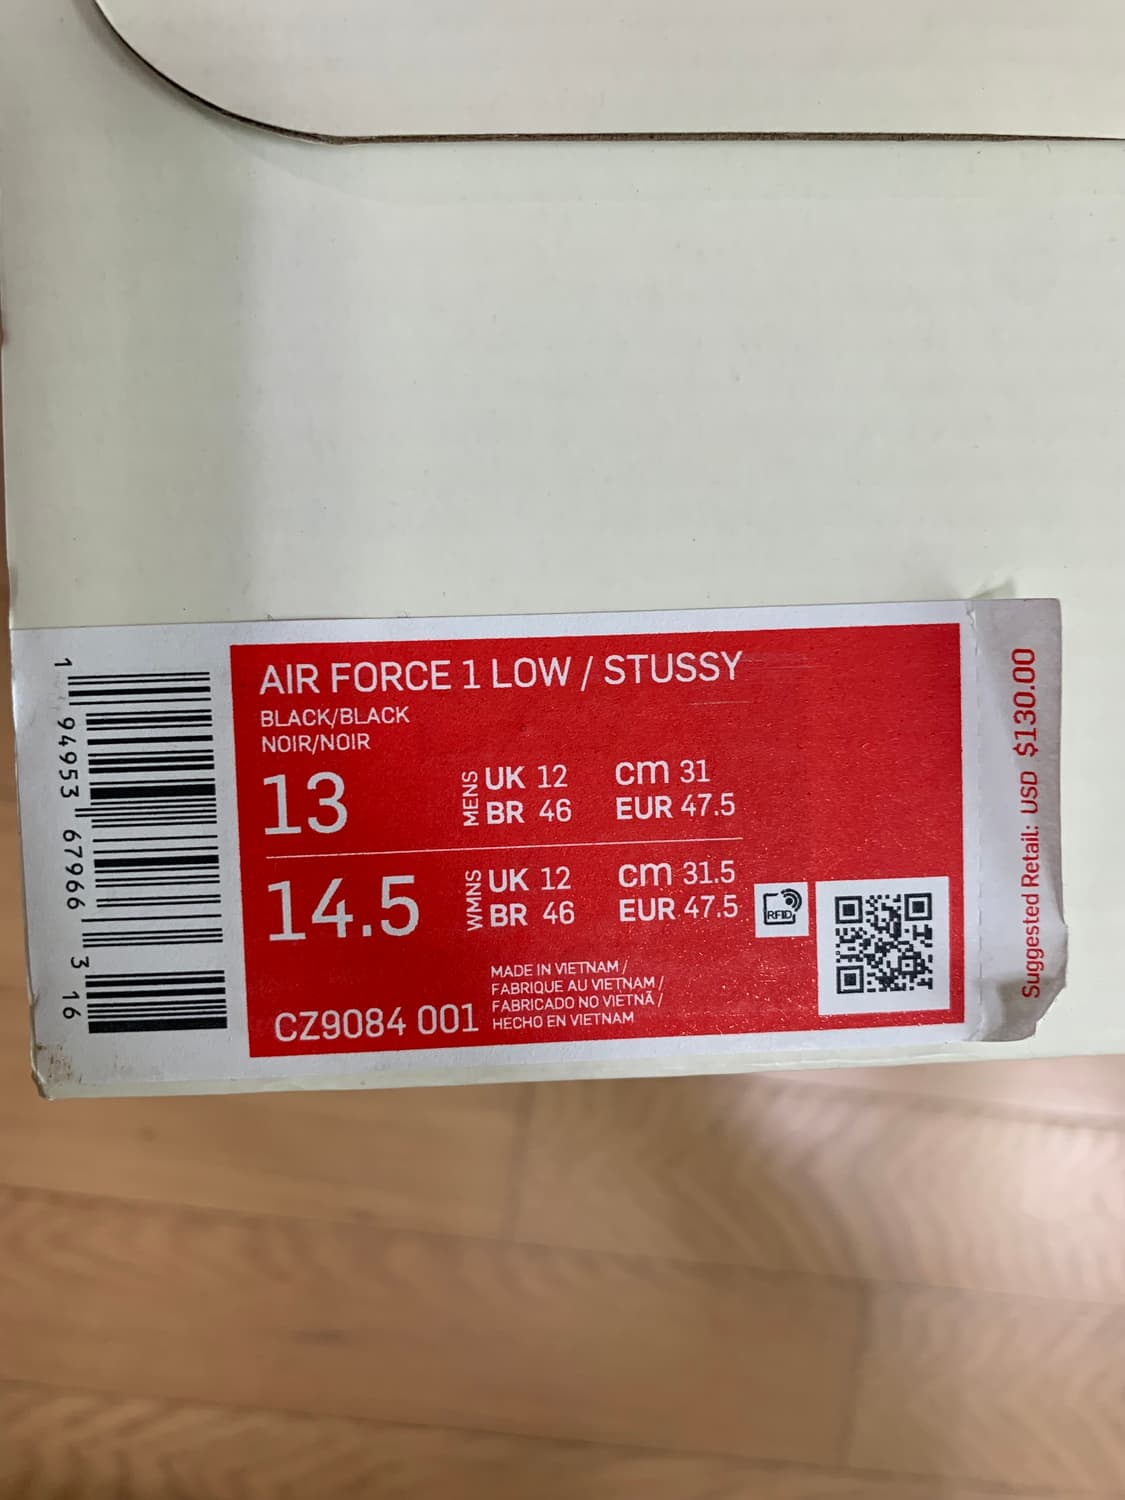 AIR FORCE 1 LOW / STUSSY
BLACK/BLACK
NOIR/NOIR
13
MENS
UK 12 cm 31
BR 46 EUR 47.5
14.5
WMNS
UK 12 cm 31.5
BR 46 EUR 47.5
RFID
MADE IN VIETNAM /
FABRIQUE AU VIETNAM /
FABRICADO NO VIETNÃ /
HECHO EN VIETNAM
CZ9084 001
1 94953 67966 3 16
Suggested Retail: USD $130.00